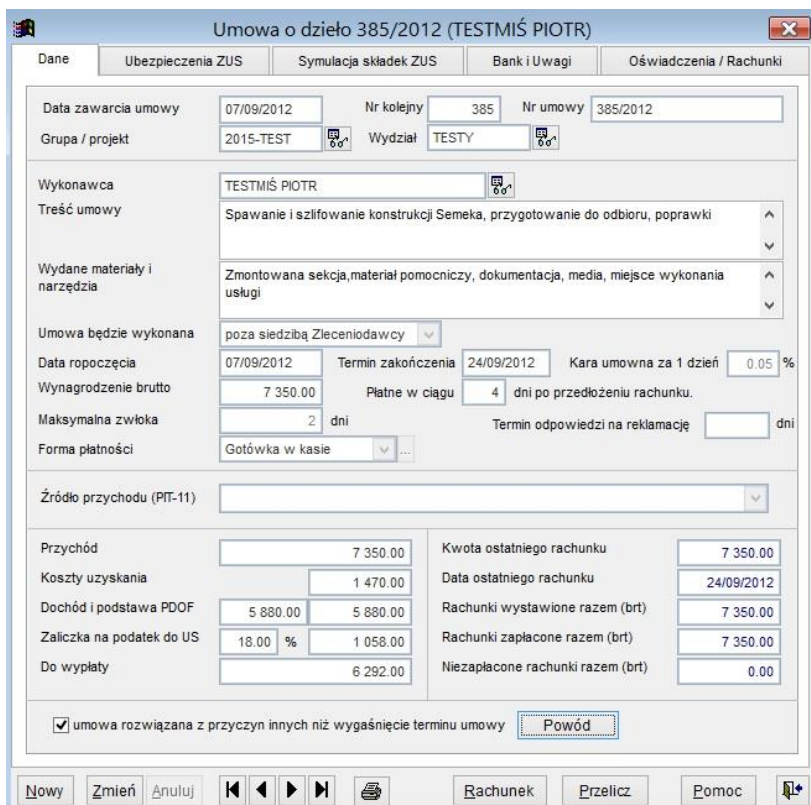 Umowa o dzieło 385/2012 (TESTMIŚ PIOTR)
Dane Ubezpieczenia ZUS Symulacja składek ZUS Bank i Uwagi Oświadczenia / Rachunki
Data zawarcia umowy 07/09/2012 Nr kolejny 385 Nr umowy 385/2012
Grupa / projekt 2015-TEST Wydział TESTY
Wykonawca TESTMIŚ PIOTR
Treść umowy Spawanie i szlifowanie konstrukcji Semeka, przygotowanie do odbioru, poprawki
Wydane materiały i narzędzia Zmontowana sekcja,materiał pomocniczy, dokumentacja, media, miejsce wykonania
usługi
Umowa będzie wykonana poza siedzibą Zleceniodawcy
Data ropoczęcia 07/09/2012 Termin zakończenia 24/09/2012 Kara umowna za 1 dzień 0.05 %
Wynagrodzenie brutto 7 350.00 Płatne w ciągu 4 dni po przedłożeniu rachunku.
Maksymalna zwłoka 2 dni Termin odpowiedzi na reklamację dni
Forma płatności Gotówka w kasie ...
Źródło przychodu (PIT-11)
Przychód 7 350.00 Kwota ostatniego rachunku 7 350.00
Koszty uzyskania 1 470.00 Data ostatniego rachunku 24/09/2012
Dochód i podstawa PDOF 5 880.00 5 880.00 Rachunki wystawione razem (brt) 7 350.00
Zaliczka na podatek do US 18.00 % 1 058.00 Rachunki zapłacone razem (brt) 7 350.00
Do wypłaty 6 292.00 Niezapłacone rachunki razem (brt) 0.00
umowa rozwiązana z przyczyn innych niż wygaśnięcie terminu umowy Powód
Nowy Zmień Anuluj Rachunek Przelicz Pomoc